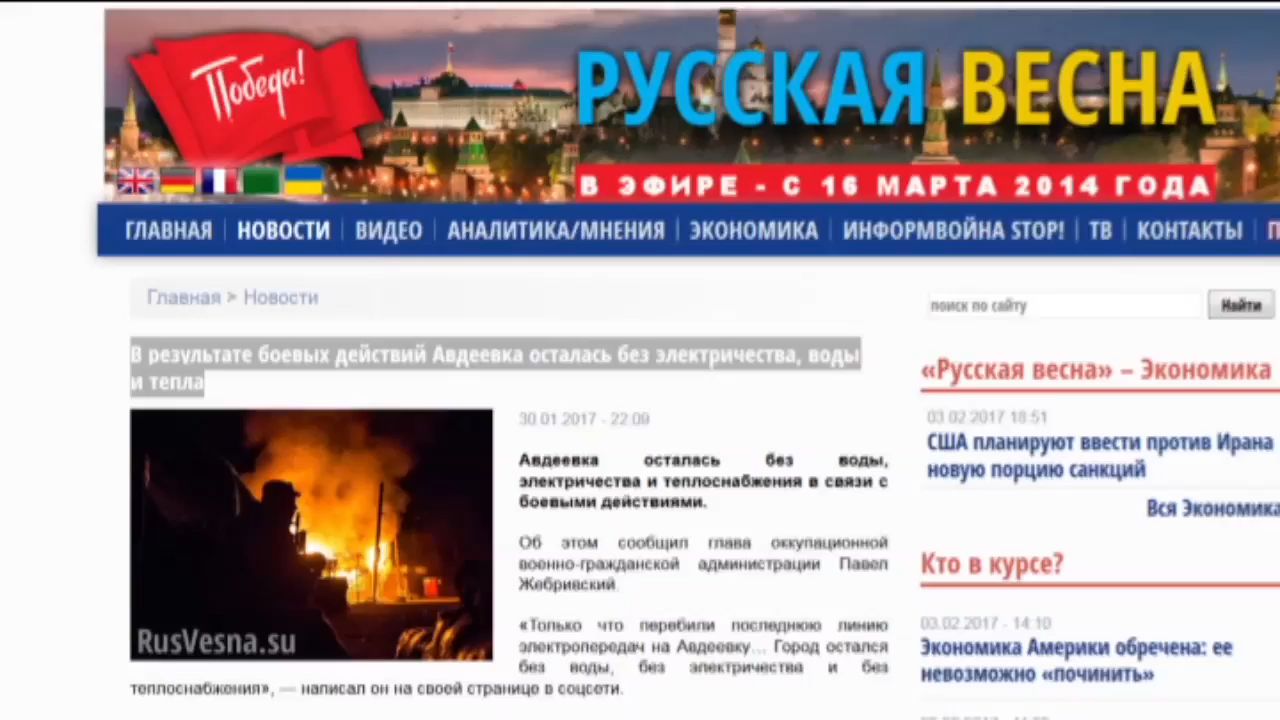 Победа!
РУССКАЯ ВЕСНА
В ЭФИРЕ - С 16 МАРТА 2014 ГОДА
ГЛАВНАЯ НОВОСТИ ВИДЕО АНАЛИТИКА/МНЕНИЯ ЭКОНОМИКА ИНФОРМВОЙНА STOP! ТВ КОНТАКТЫ
Главная > Новости
поиск по сайту Найти
В результате боевых действий Авдеевка осталась без электричества, воды
и тепла
30.01.2017 - 22:09
Авдеевка осталась без воды,
электричества и теплоснабжения в связи с
боевыми действиями.
Об этом сообщил глава оккупационной
военно-гражданской администрации Павел
Жебривский.
«Только что перебили последнюю линию
электропередач на Авдеевку... Город остался
без воды, без электричества и без
теплоснабжения», — написал он на своей странице в соцсети.
RusVesna.su
«Русская весна» – Экономика
03.02.2017 18:51
США планируют ввести против Ирана
новую порцию санкций
Вся Экономика
Кто в курсе?
03.02.2017 - 14:10
Экономика Америки обречена: ее
невозможно «починить»